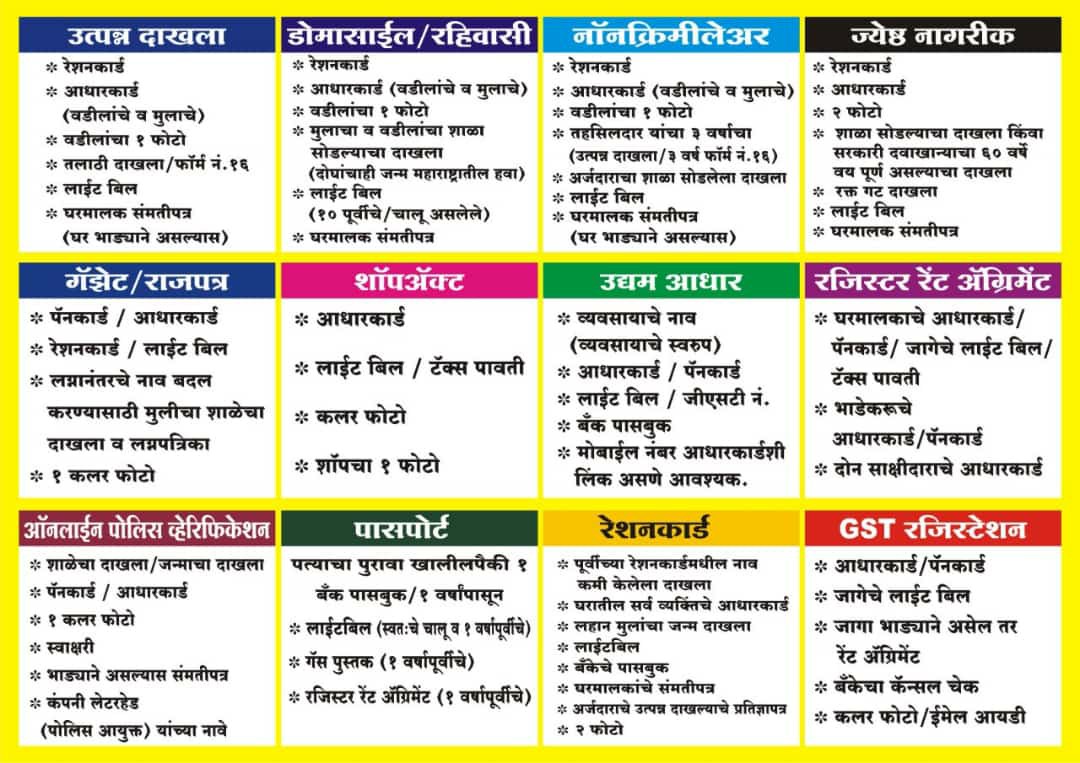 उत्पन्न दाखला
* रेशनकार्ड
* आधारकार्ड
(वडीलांचे व मुलाचे)
* वडीलांचा १ फोटो
* तलाठी दाखला/फॉर्म नं.१६
* लाईट बिल
* घरमालक संमतीपत्र
(घर भाड्याने असल्यास)
डोमासाईल/रहिवासी
* रेशनकार्ड
* आधारकार्ड (वडीलांचे व मुलाचे)
* वडीलांचा १ फोटो
* मुलाचा व वडीलांचा शाळा
सोडल्याचा दाखला
(दोघांचाही जन्म महाराष्ट्रातील हवा)
* लाईट बिल
(१० पूर्वीचे/चालू असलेले)
* घरमालक संमतीपत्र
नॉनक्रिमीलेअर
* रेशनकार्ड
* आधारकार्ड (वडीलांचे व मुलाचे)
* वडीलांचा १ फोटो
* तहसिलदार यांचा ३ वर्षाचा
(उत्पन्न दाखला/३ वर्ष फॉर्म नं.१६)
* अर्जदाराचा शाळा सोडलेला दाखला
* लाईट बिल
* घरमालक संमतीपत्र
(घर भाड्याने असल्यास)
ज्येष्ठ नागरीक
* रेशनकार्ड
* आधारकार्ड
* २ फोटो
* शाळा सोडल्याचा दाखला किंवा
सरकारी दवाखान्याचा ६० वर्षे
वय पूर्ण असल्याचा दाखला
* रक्त गट दाखला
* लाईट बिल
* घरमालक संमतीपत्र
गॅझेट/राजपत्र
* पॅनकार्ड / आधारकार्ड
* रेशनकार्ड / लाईट बिल
* लग्नानंतरचे नाव बदल
करण्यासाठी मुलीचा शाळेचा
दाखला व लग्नपत्रिका
* १ कलर फोटो
शॉपॲक्ट
* आधारकार्ड
* लाईट बिल / टॅक्स पावती
* कलर फोटो
* शॉपचा १ फोटो
उद्यम आधार
* व्यवसायाचे नाव
(व्यवसायाचे स्वरुप)
* आधारकार्ड / पॅनकार्ड
* लाईट बिल / जीएसटी नं.
* बँक पासबुक
* मोबाईल नंबर आधारकार्डशी
लिंक असणे आवश्यक.
रजिस्टर रेंट ॲग्रिमेंट
* घरमालकाचे आधारकार्ड/
पॅनकार्ड/ जागेचे लाईट बिल/
टॅक्स पावती
* भाडेकरूचे
आधारकार्ड/पॅनकार्ड
* दोन साक्षीदाराचे आधारकार्ड
ऑनलाईन पोलिस व्हेरिफिकेशन
* शाळेचा दाखला/जन्माचा दाखला
* पॅनकार्ड / आधारकार्ड
* १ कलर फोटो
* स्वाक्षरी
* भाड्याने असल्यास संमतीपत्र
* कंपनी लेटरहेड
(पोलिस आयुक्त) यांच्या नावे
पासपोर्ट
पत्याचा पुरावा खालीलपैकी १
बँक पासबुक/१ वर्षापासून
* लाईटबिल (स्वतःचे चालू व १ वर्षापूर्वीचे)
* गॅस पुस्तक (१ वर्षापूर्वीचे)
* रजिस्टर रेंट ॲग्रिमेंट (१ वर्षापूर्वीचे)
रेशनकार्ड
* पूर्वीच्या रेशनकार्डमधील नाव
कमी केलेला दाखला
* घरातील सर्व व्यक्तिंचे आधारकार्ड
* लहान मुलांचा जन्म दाखला
* लाईटबिल
* बँकेचे पासबुक
* घरमालकांचे संमतीपत्र
* अर्जदाराचे उत्पन्न दाखल्याचे प्रतिज्ञापत्र
* २ फोटो
GST रजिस्टेशन
* आधारकार्ड/पॅनकार्ड
* जागेचे लाईट बिल
* जागा भाड्याने असेल तर
रेंट ॲग्रिमेंट
* बँकेचा कॅन्सल चेक
* कलर फोटो/ईमेल आयडी